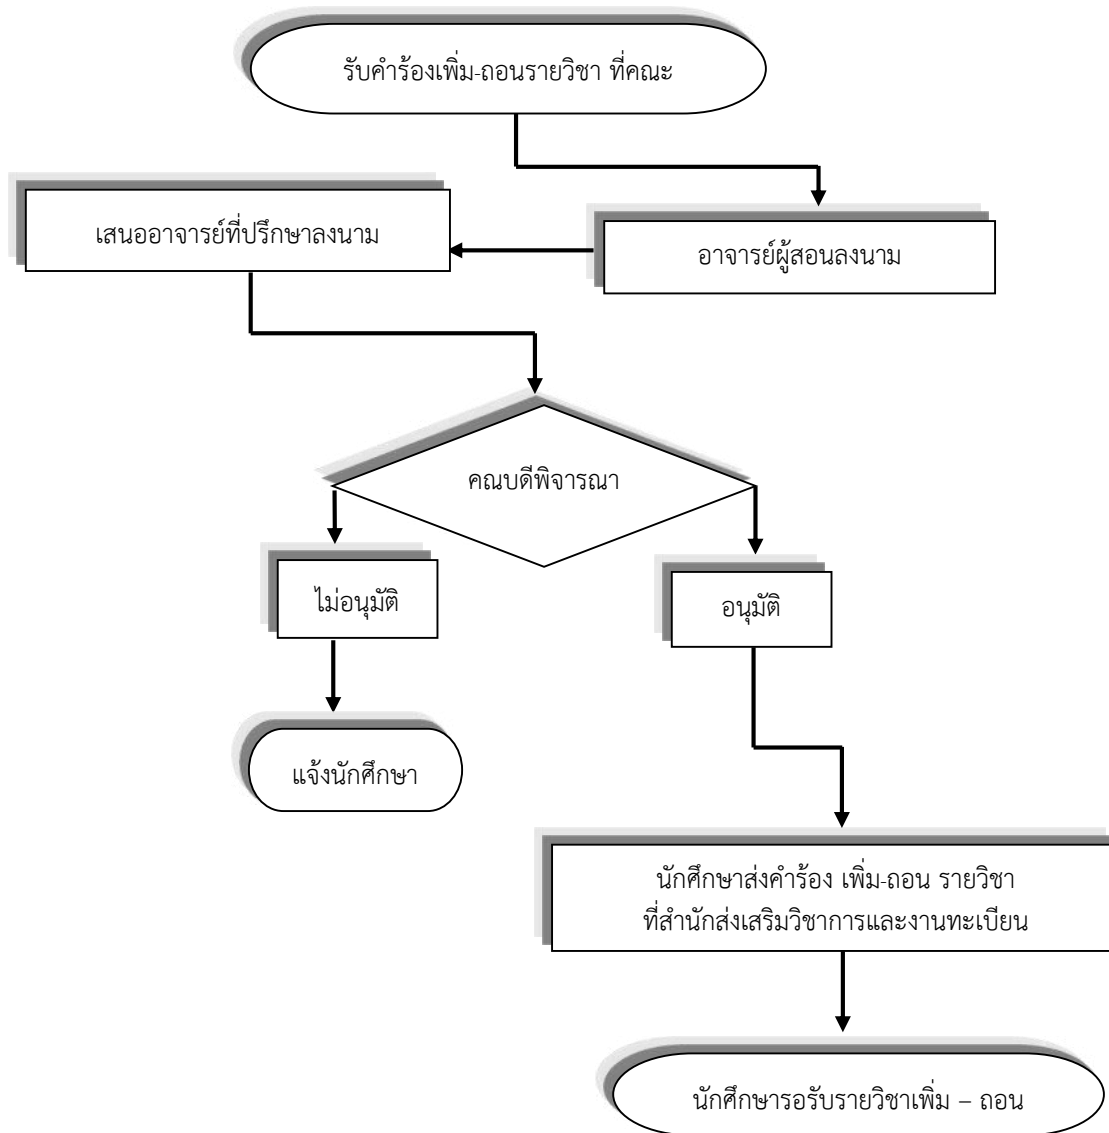 รับคำร้องเพิ่ม-ถอนรายวิชา ที่คณะ
อาจารย์ผู้สอนลงนาม
เสนออาจารย์ที่ปรึกษาลงนาม
คณบดีพิจารณา
ไม่อนุมัติ
อนุมัติ
แจ้งนักศึกษา
นักศึกษาส่งคำร้อง เพิ่ม-ถอน รายวิชา
ที่สำนักส่งเสริมวิชาการและงานทะเบียน
นักศึกษารอรับรายวิชาเพิ่ม – ถอน